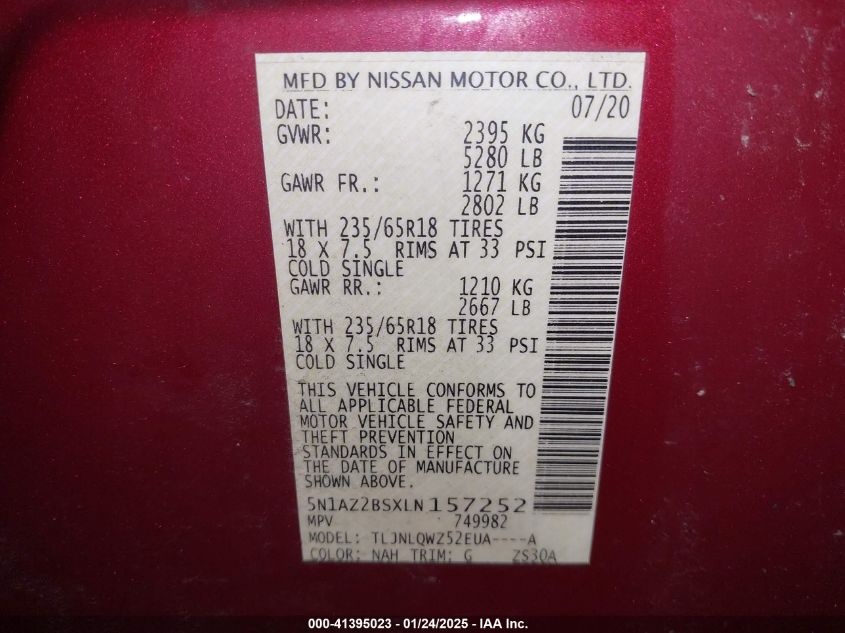 MFD BY NISSAN MOTOR CO., LTD.
DATE: 07/20
GVWR: 2395 KG
5280 LB
GAWR FR.: 1271 KG
2802 LB
WITH 235/65R18 TIRES
18 X 7.5 RIMS AT 33 PSI
COLD SINGLE
GAWR RR.: 1210 KG
2667 LB
WITH 235/65R18 TIRES
18 X 7.5 RIMS AT 33 PSI
COLD SINGLE
THIS VEHICLE CONFORMS TO
ALL APPLICABLE FEDERAL
MOTOR VEHICLE SAFETY AND
THEFT PREVENTION
STANDARDS IN EFFECT ON
THE DATE OF MANUFACTURE
SHOWN ABOVE.
5N1AZ2BSXLN157252
MPV 749982
MODEL: TLJNLQWZ52EUA----A
COLOR: NAH TRIM: G ZS30A
000-41395023 — 01/24/2025 - IAA Inc.